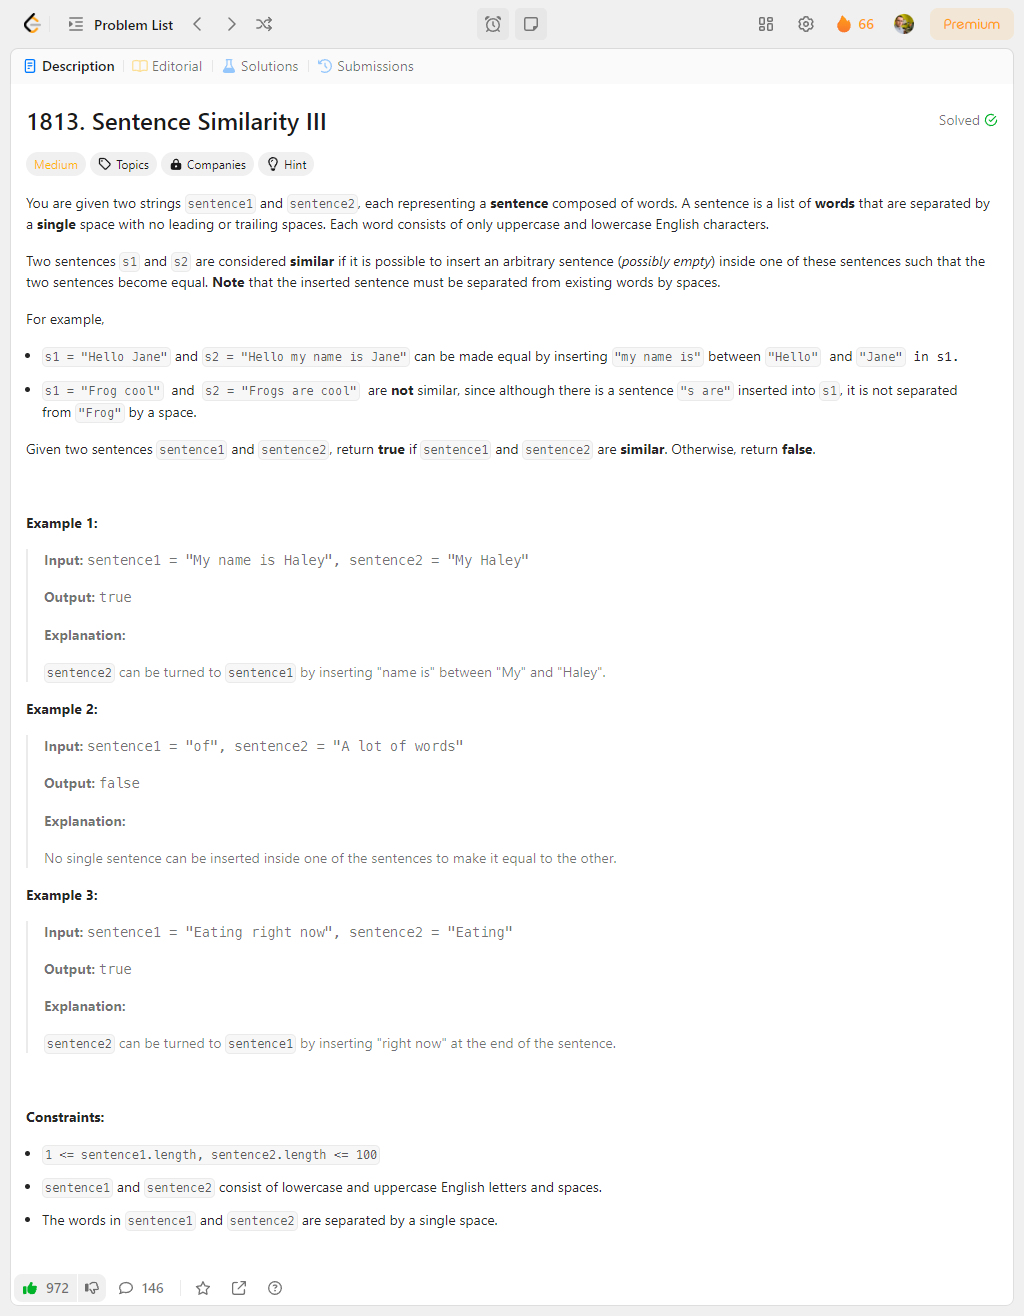 Problem List
66
Premium
Description
Editorial
Solutions
Submissions
1813. Sentence Similarity III
Solved
Medium
Topics
Companies
Hint
You are given two strings sentence1 and sentence2, each representing a sentence composed of words. A sentence is a list of words that are separated by
a single space with no leading or trailing spaces. Each word consists of only uppercase and lowercase English characters.
Two sentences s1 and s2 are considered similar if it is possible to insert an arbitrary sentence (possibly empty) inside one of these sentences such that the
two sentences become equal. Note that the inserted sentence must be separated from existing words by spaces.
For example,
• s1 = "Hello Jane" and s2 = "Hello my name is Jane" can be made equal by inserting "my name is" between "Hello" and "Jane" in s1.
• s1 = "Frog cool" and s2 = "Frogs are cool" are not similar, since although there is a sentence "s are" inserted into s1, it is not separated
from "Frog" by a space.
Given two sentences sentence1 and sentence2, return true if sentence1 and sentence2 are similar. Otherwise, return false.
Example 1:
Input: sentence1 = "My name is Haley", sentence2 = "My Haley"
Output: true
Explanation:
sentence2 can be turned to sentence1 by inserting "name is" between "My" and "Haley".
Example 2:
Input: sentence1 = "of", sentence2 = "A lot of words"
Output: false
Explanation:
No single sentence can be inserted inside one of the sentences to make it equal to the other.
Example 3:
Input: sentence1 = "Eating right now", sentence2 = "Eating"
Output: true
Explanation:
sentence2 can be turned to sentence1 by inserting "right now" at the end of the sentence.
Constraints:
• 1 <= sentence1.length, sentence2.length <= 100
• sentence1 and sentence2 consist of lowercase and uppercase English letters and spaces.
• The words in sentence1 and sentence2 are separated by a single space.
972
146